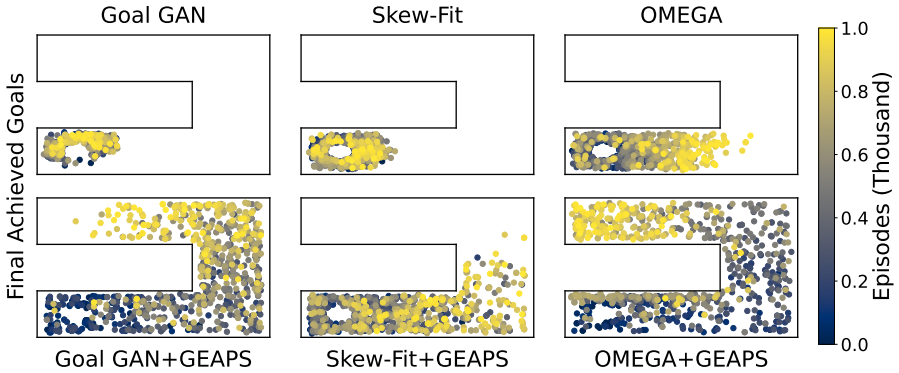 Goal GAN
Skew-Fit
OMEGA
Final Achieved Goals
Goal GAN+GEAPS
Skew-Fit+GEAPS
OMEGA+GEAPS
1.0
0.8
0.6
0.4
0.2
0.0
Episodes (Thousand)